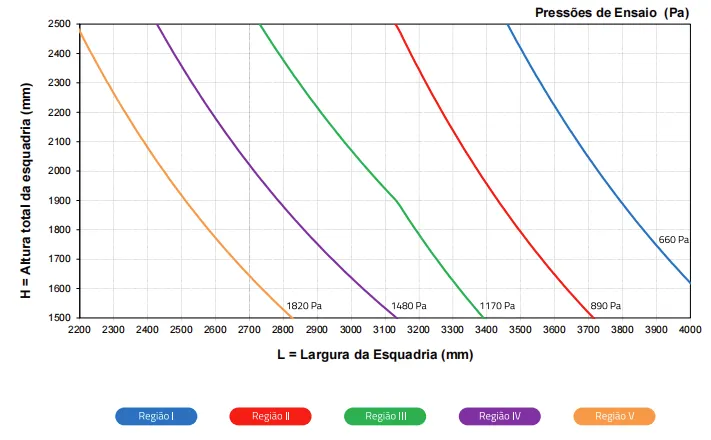 Pressões de Ensaio (Pa)
H = Altura total da esquadria (mm)
2500
2400
2300
2200
2100
2000
1900
1800
1700
1600
1500
660 Pa
1820 Pa 1480 Pa 1170 Pa 890 Pa
2200 2300 2400 2500 2600 2700 2800 2900 3000 3100 3200 3300 3400 3500 3600 3700 3800 3900 4000
L = Largura da Esquadria (mm)
Região I Região II Região III Região IV Região V